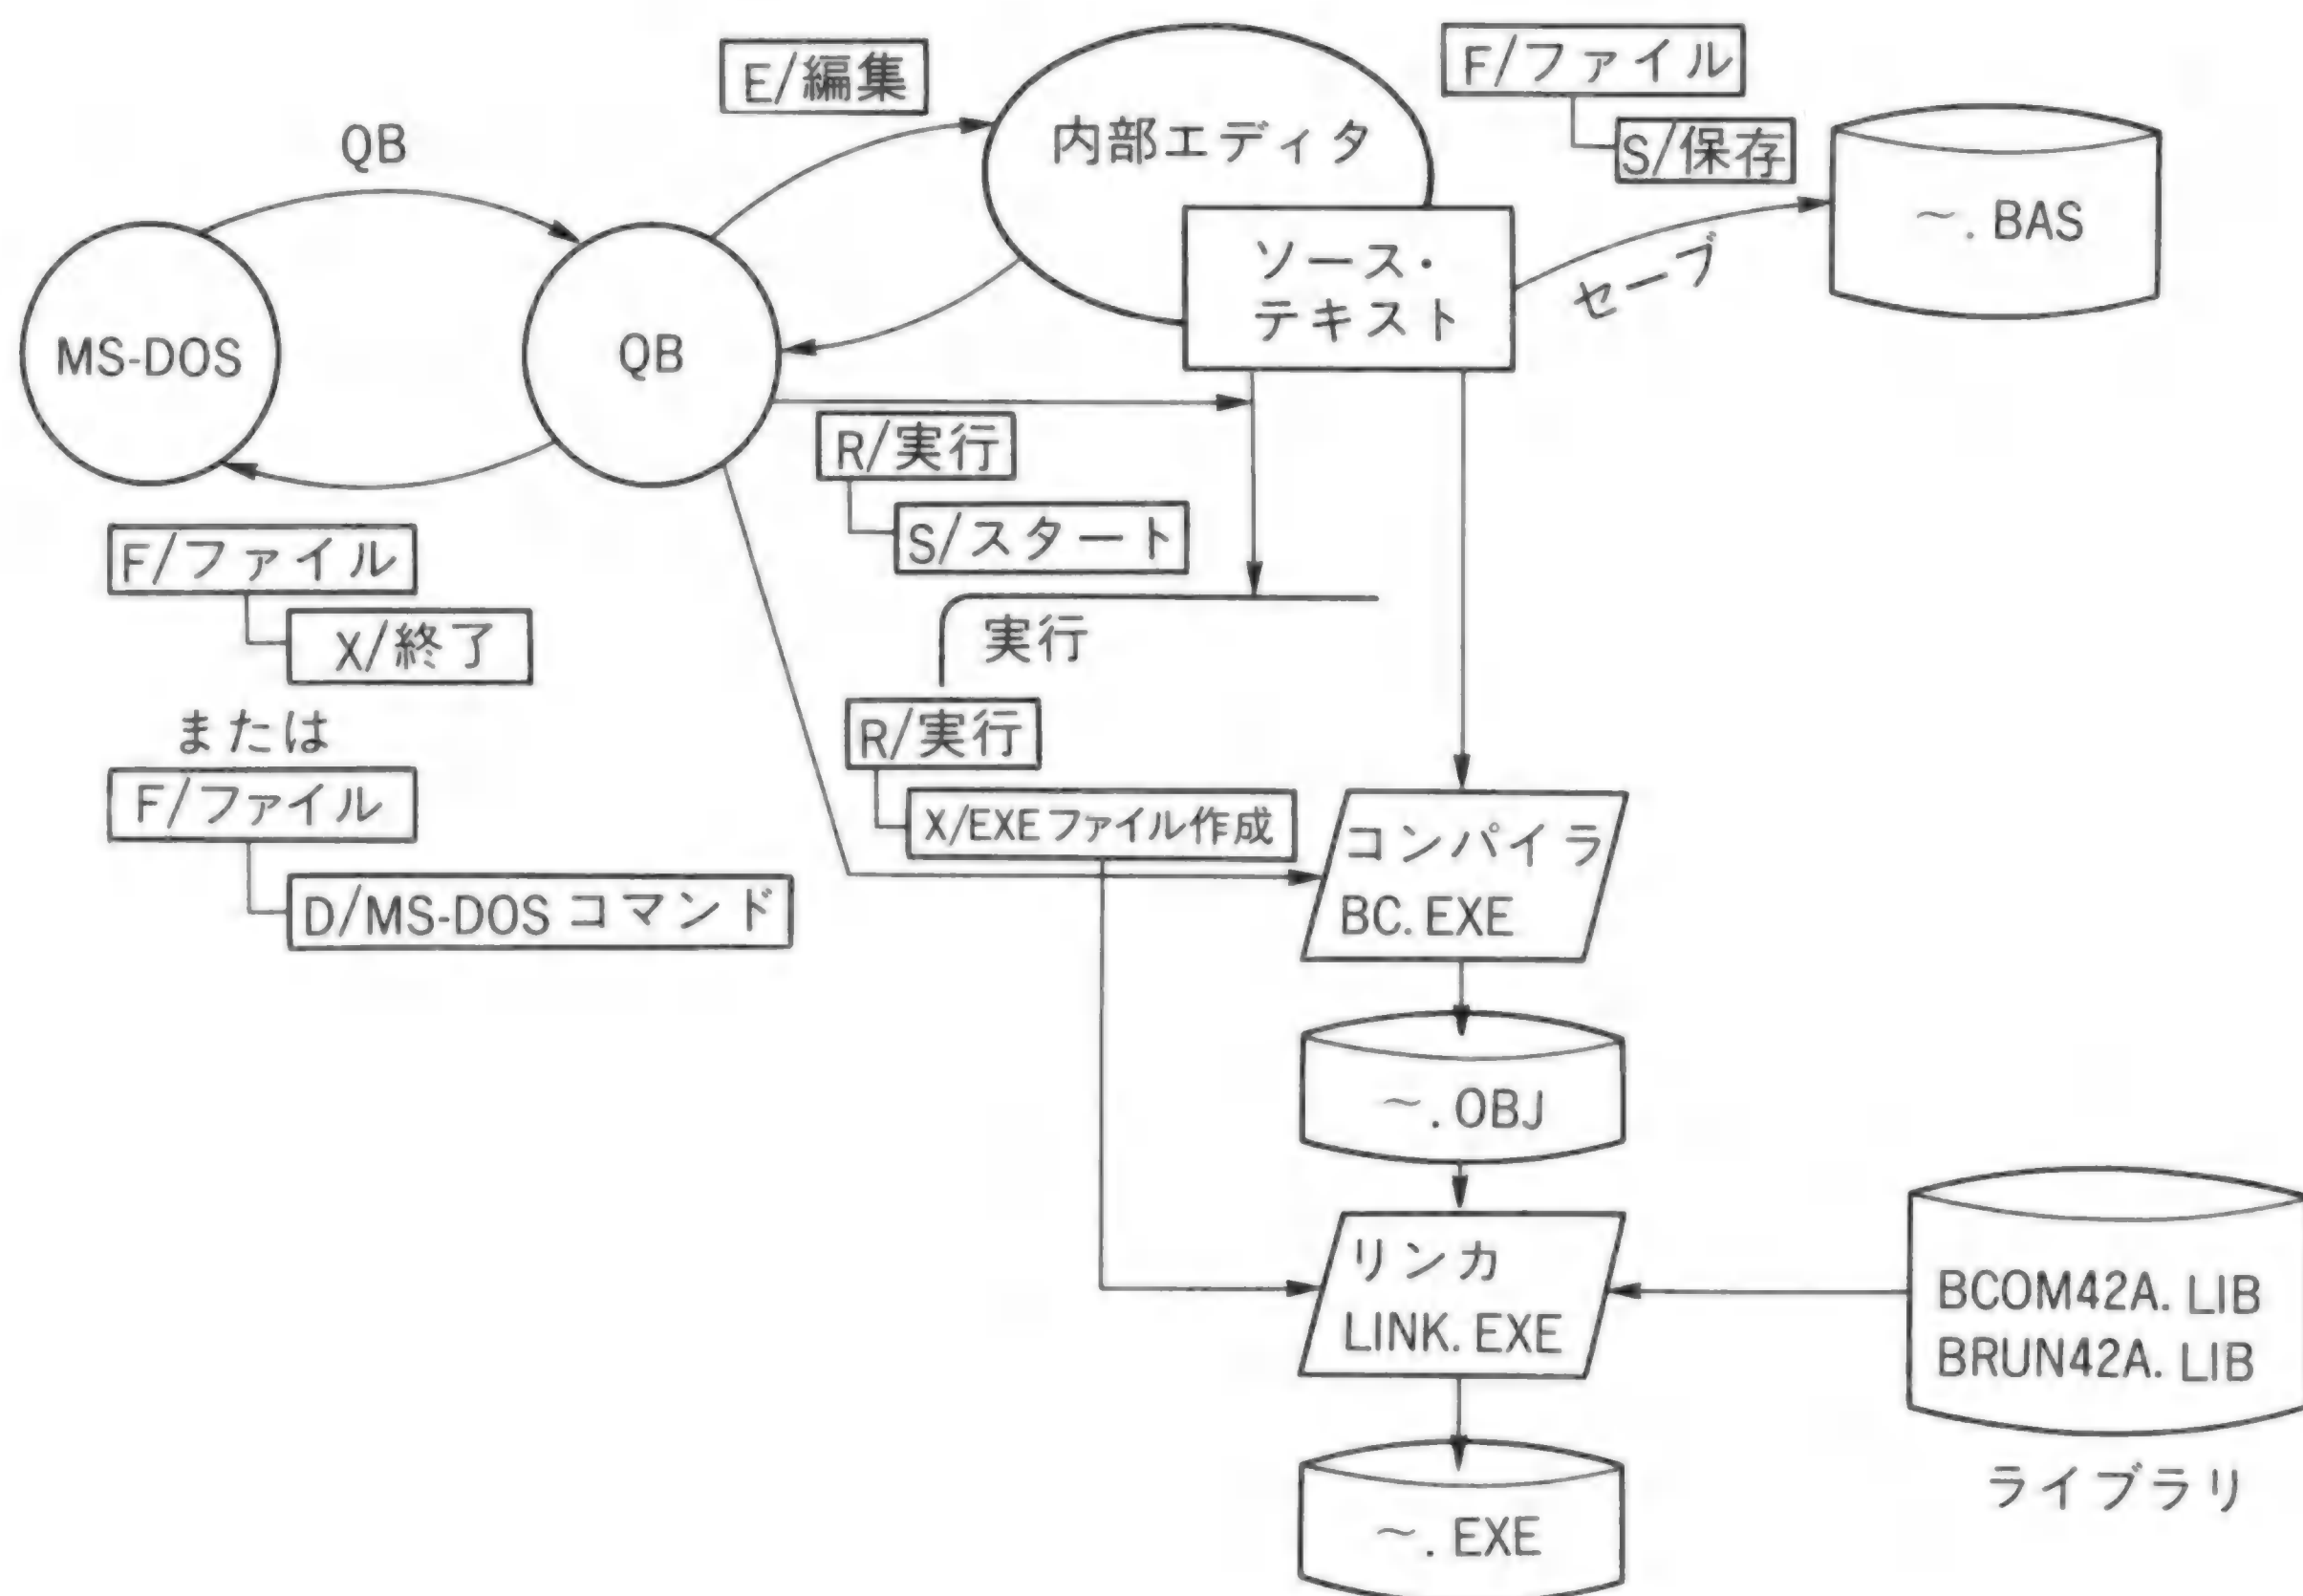 E/編集
F/ファイル
S/保存
内部エディタ
QB
~. BAS
ソース・
テキスト
セーブ
MS-DOS
QB
R/実行
S/スタート
F/ファイル
X/終了
実行
または
R/実行
F/ファイル
X/EXEファイル作成
D/MS-DOSコマンド
コンパイラ
BC. EXE
~. OBJ
リンカ
LINK. EXE
BCOM42A. LIB
BRUN42A. LIB
ライブラリ
~. EXE